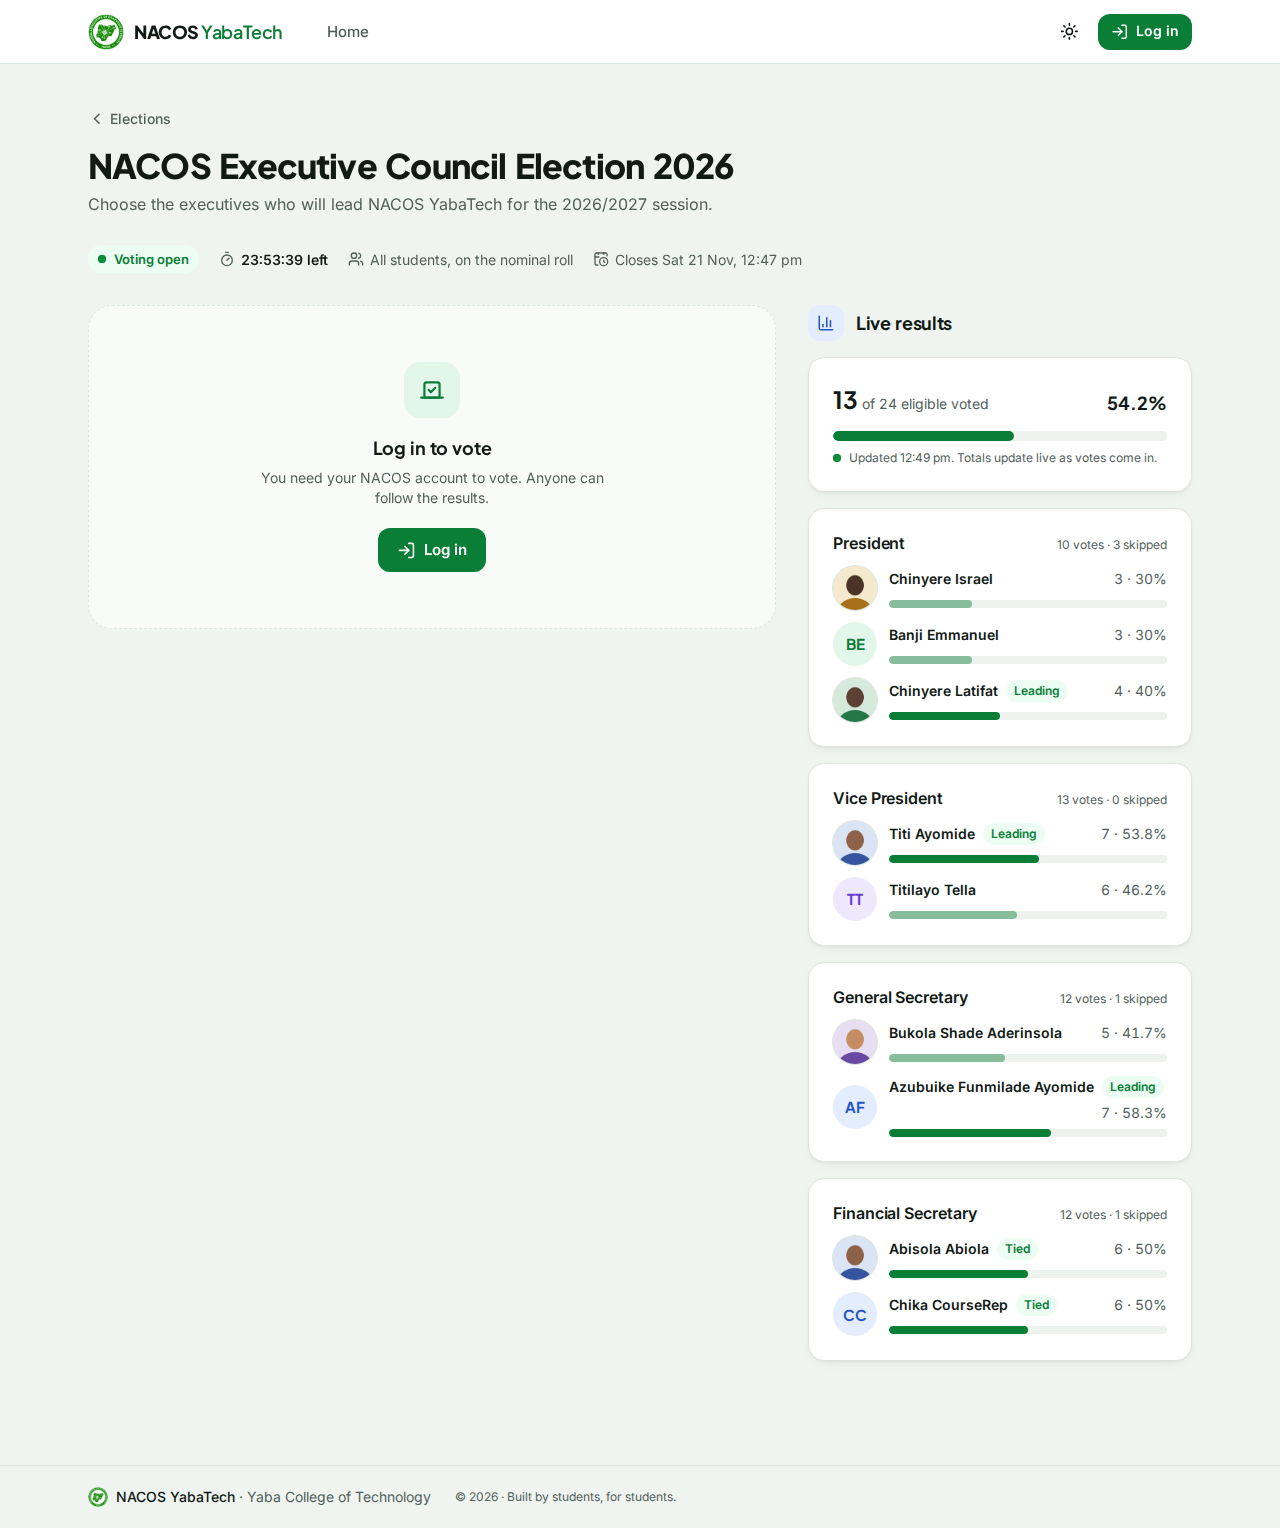 NACOS YabaTech
Home
Log in
Elections
NACOS Executive Council Election 2026
Choose the executives who will lead NACOS YabaTech for the 2026/2027 session.
Voting open
23:53:39 left
All students, on the nominal roll
Closes Sat 21 Nov, 12:47 pm
Log in to vote
You need your NACOS account to vote. Anyone can
follow the results.
Log in
Live results
13 of 24 eligible voted
54.2%
Updated 12:49 pm. Totals update live as votes come in.
President
10 votes · 3 skipped
Chinyere Israel
3 · 30%
BE
Banji Emmanuel
3 · 30%
Chinyere Latifat
Leading
4 · 40%
Vice President
13 votes · 0 skipped
Titi Ayomide
Leading
7 · 53.8%
TT
Titilayo Tella
6 · 46.2%
General Secretary
12 votes · 1 skipped
Bukola Shade Aderinsola
5 · 41.7%
AF
Azubuike Funmilade Ayomide
Leading
7 · 58.3%
Financial Secretary
12 votes · 1 skipped
Abisola Abiola
Tied
6 · 50%
CC
Chika CourseRep
Tied
6 · 50%
NACOS YabaTech · Yaba College of Technology
© 2026 · Built by students, for students.